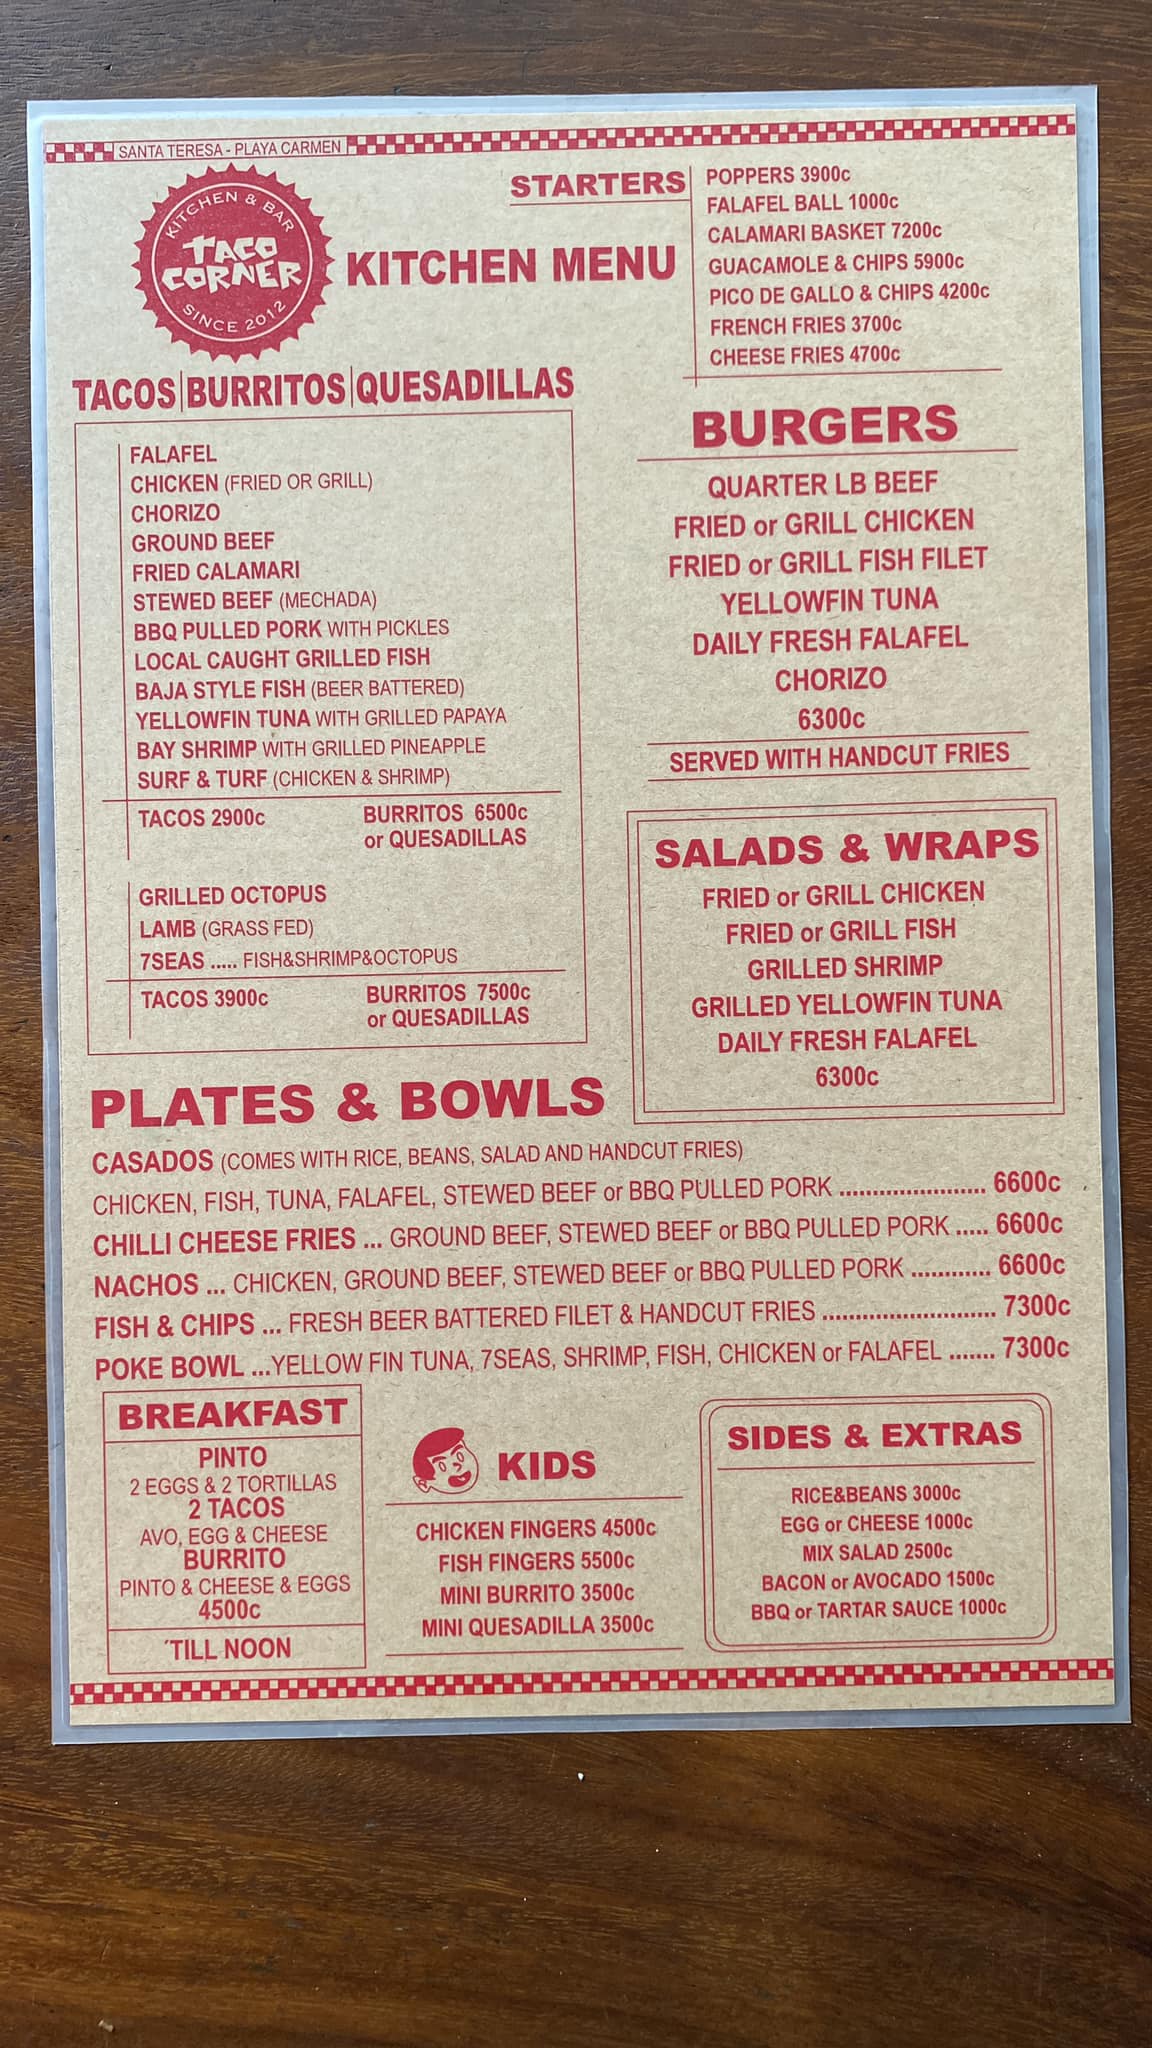 SANTA TERESA - PLAYA CARMEN
KITCHEN & BAR
TACO
CORNER
SINCE 2012
KITCHEN MENU
STARTERS
POPPERS 3900c
FALAFEL BALL 1000c
CALAMARI BASKET 7200c
GUACAMOLE & CHIPS 5900c
PICO DE GALLO & CHIPS 4200c
FRENCH FRIES 3700c
CHEESE FRIES 4700c
TACOS|BURRITOS|QUESADILLAS
FALAFEL
CHICKEN (FRIED OR GRILL)
CHORIZO
GROUND BEEF
FRIED CALAMARI
STEWED BEEF (MECHADA)
BBQ PULLED PORK WITH PICKLES
LOCAL CAUGHT GRILLED FISH
BAJA STYLE FISH (BEER BATTERED)
YELLOWFIN TUNA WITH GRILLED PAPAYA
BAY SHRIMP WITH GRILLED PINEAPPLE
SURF & TURF (CHICKEN & SHRIMP)
TACOS 2900c BURRITOS 6500c
or QUESADILLAS
GRILLED OCTOPUS
LAMB (GRASS FED)
7SEAS ..... FISH&SHRIMP&OCTOPUS
TACOS 3900c BURRITOS 7500c
or QUESADILLAS
BURGERS
QUARTER LB BEEF
FRIED or GRILL CHICKEN
FRIED or GRILL FISH FILET
YELLOWFIN TUNA
DAILY FRESH FALAFEL
CHORIZO
6300c
SERVED WITH HANDCUT FRIES
SALADS & WRAPS
FRIED or GRILL CHICKEN
FRIED or GRILL FISH
GRILLED SHRIMP
GRILLED YELLOWFIN TUNA
DAILY FRESH FALAFEL
6300c
PLATES & BOWLS
CASADOS (COMES WITH RICE, BEANS, SALAD AND HANDCUT FRIES)
CHICKEN, FISH, TUNA, FALAFEL, STEWED BEEF or BBQ PULLED PORK ...................... 6600c
CHILLI CHEESE FRIES ... GROUND BEEF, STEWED BEEF or BBQ PULLED PORK ..... 6600c
NACHOS ... CHICKEN, GROUND BEEF, STEWED BEEF or BBQ PULLED PORK ............ 6600c
FISH & CHIPS ... FRESH BEER BATTERED FILET & HANDCUT FRIES .......................... 7300c
POKE BOWL ...YELLOW FIN TUNA, 7SEAS, SHRIMP, FISH, CHICKEN or FALAFEL ....... 7300c
BREAKFAST
PINTO
2 EGGS & 2 TORTILLAS
2 TACOS
AVO, EGG & CHEESE
BURRITO
PINTO & CHEESE & EGGS
4500c
´TILL NOON
KIDS
CHICKEN FINGERS 4500c
FISH FINGERS 5500c
MINI BURRITO 3500c
MINI QUESADILLA 3500c
SIDES & EXTRAS
RICE&BEANS 3000c
EGG or CHEESE 1000c
MIX SALAD 2500c
BACON or AVOCADO 1500c
BBQ or TARTAR SAUCE 1000c